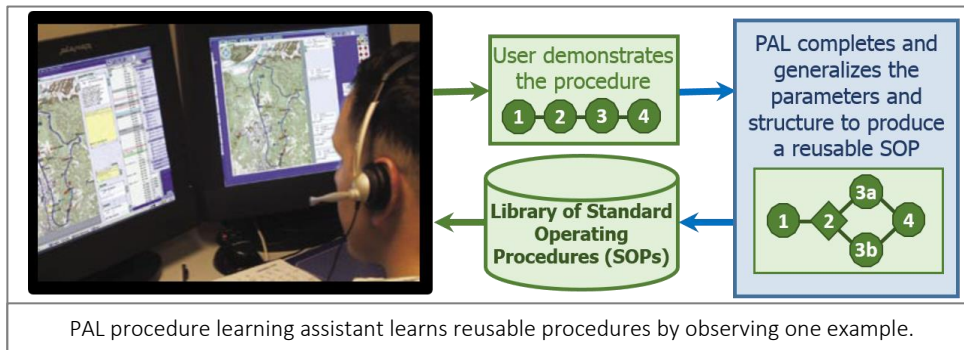 User demonstrates
the procedure
1
2
3
4
PAL completes and
generalizes the
parameters and
structure to produce
a reusable SOP
1
2
3a
3b
4
Library of Standard
Operating
Procedures (SOPs)
PAL procedure learning assistant learns reusable procedures by observing one example.